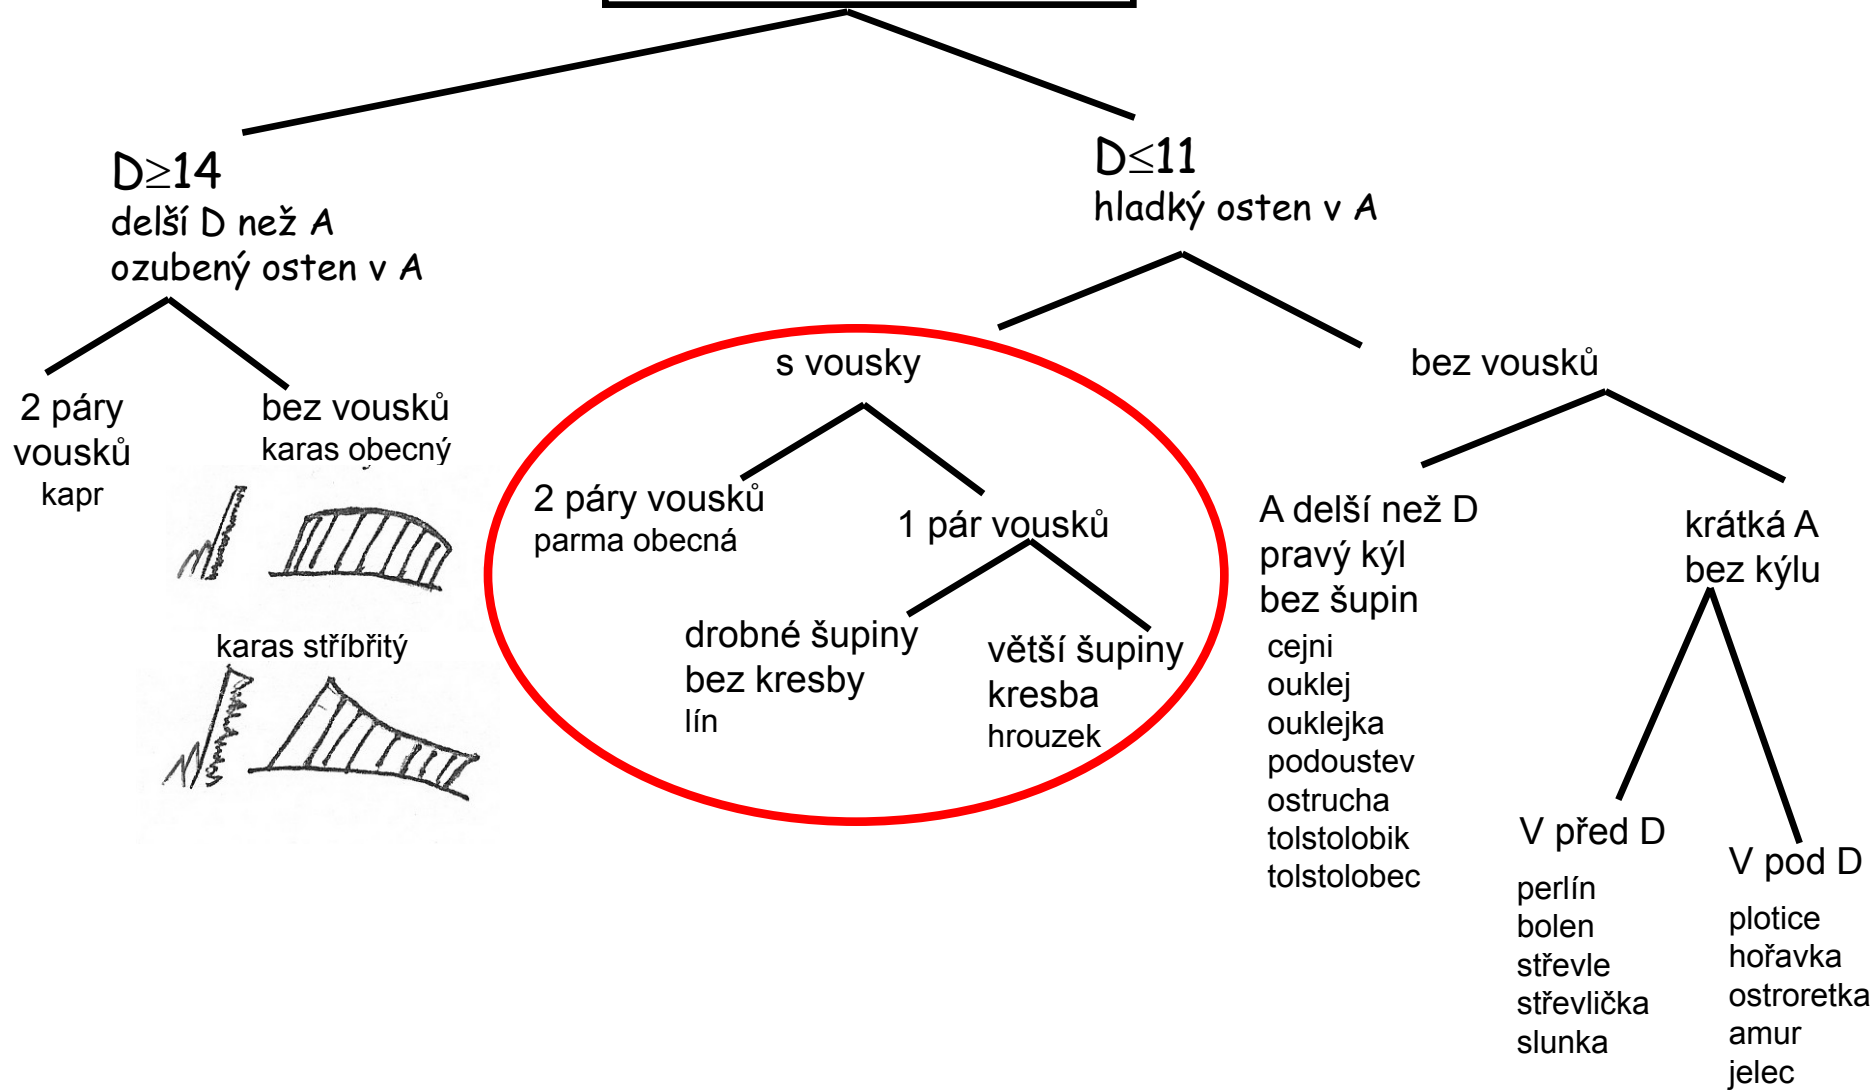 D≥14
delší D než A
ozubený osten v A
D≤11
hladký osten v A
2 páry
vousků
kapr
bez vousků
karas obecný
karas stříbřitý
s vousky
2 páry vousků
parma obecná
1 pár vousků
drobné šupiny
bez kresby
lín
větší šupiny
kresba
hrouzek
bez vousků
A delší než D
pravý kýl
bez šupin
cejni
ouklej
ouklejka
podoustev
ostrucha
tolstolobik
tolstolobec
krátká A
bez kýlu
V před D
perlín
bolen
střevle
střevlička
slunka
V pod D
plotice
hořavka
ostroretka
amur
jelec